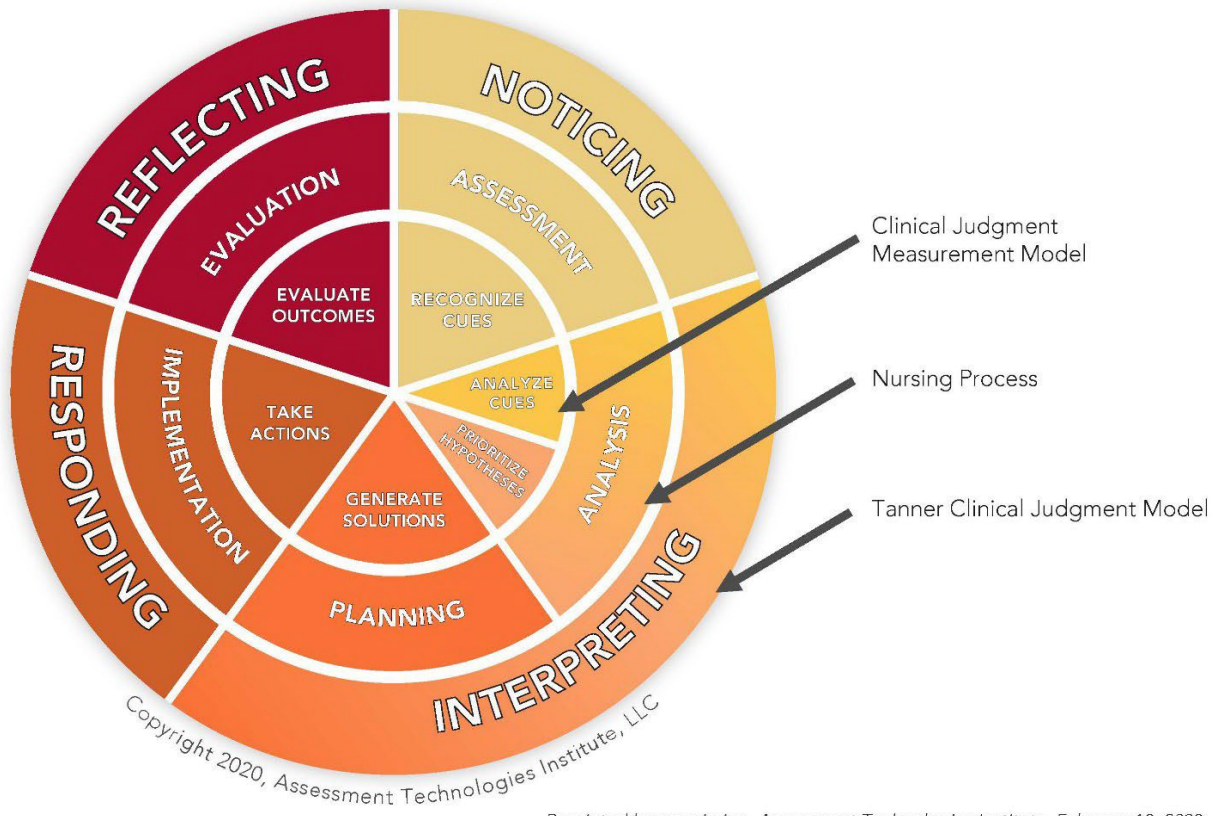 REFLECTING
NOTICING
EVALUATION
ASSESSMENT
EVALUATE
OUTCOMES
RECOGNIZE
CUES
Clinical Judgment
Measurement Model
RESPONDING
IMPLEMENTATION
TAKE
ACTIONS
ANALYZE
CUES
PRIORITIZE
HYPOTHESES
ANALYSIS
Nursing Process
GENERATE
SOLUTIONS
PLANNING
INTERPRETING
Tanner Clinical Judgment Model
Copyright 2020, Assessment Technologies Institute, LLC